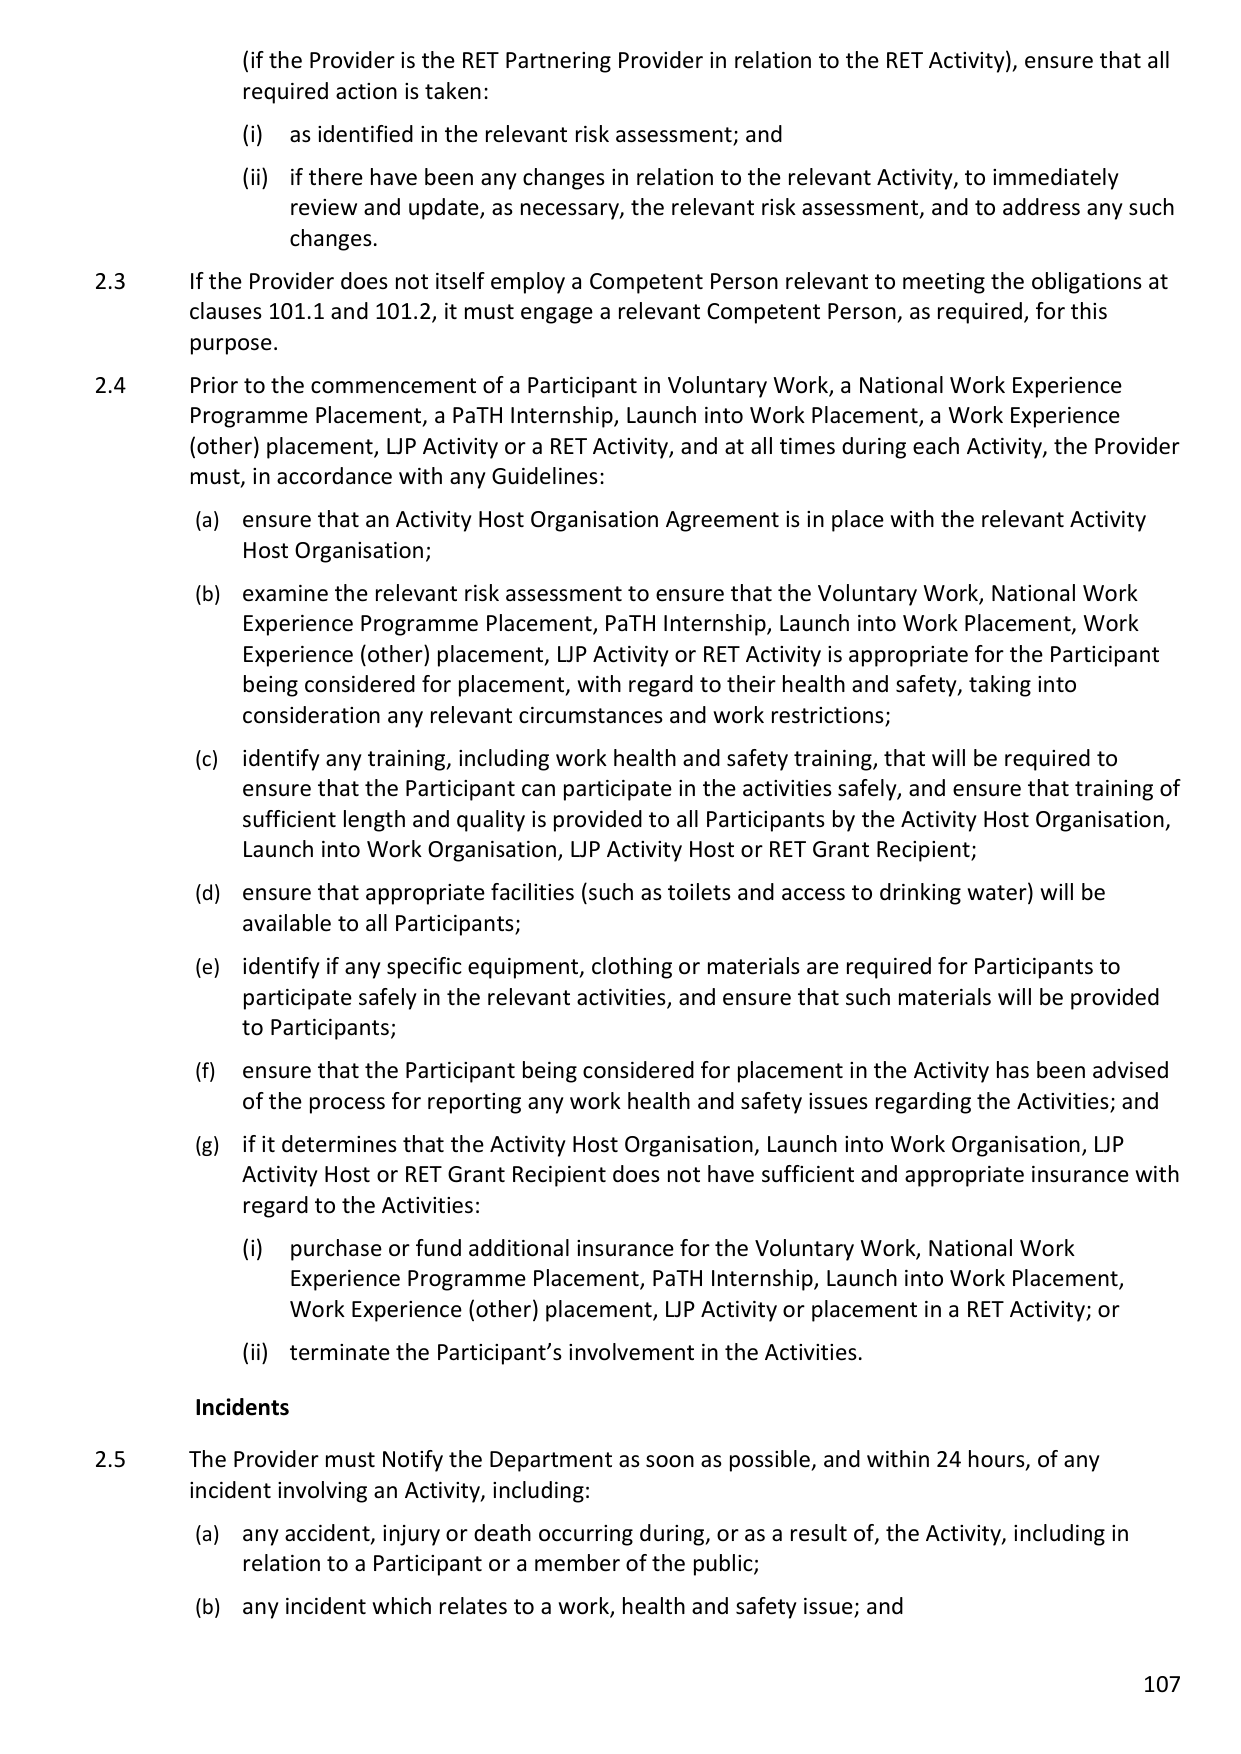 (if the Provider is the RET Partnering Provider in relation to the RET Activity), ensure that all
required action is taken:
(i) as identified in the relevant risk assessment; and
(ii) if there have been any changes in relation to the relevant Activity, to immediately
review and update, as necessary, the relevant risk assessment, and to address any such
changes.
2.3 If the Provider does not itself employ a Competent Person relevant to meeting the obligations at
clauses 101.1 and 101.2, it must engage a relevant Competent Person, as required, for this
purpose.
2.4 Prior to the commencement of a Participant in Voluntary Work, a National Work Experience
Programme Placement, a PaTH Internship, Launch into Work Placement, a Work Experience
(other) placement, LJP Activity or a RET Activity, and at all times during each Activity, the Provider
must, in accordance with any Guidelines:
(a) ensure that an Activity Host Organisation Agreement is in place with the relevant Activity
Host Organisation;
(b) examine the relevant risk assessment to ensure that the Voluntary Work, National Work
Experience Programme Placement, PaTH Internship, Launch into Work Placement, Work
Experience (other) placement, LJP Activity or RET Activity is appropriate for the Participant
being considered for placement, with regard to their health and safety, taking into
consideration any relevant circumstances and work restrictions;
(c) identify any training, including work health and safety training, that will be required to
ensure that the Participant can participate in the activities safely, and ensure that training of
sufficient length and quality is provided to all Participants by the Activity Host Organisation,
Launch into Work Organisation, LJP Activity Host or RET Grant Recipient;
(d) ensure that appropriate facilities (such as toilets and access to drinking water) will be
available to all Participants;
(e) identify if any specific equipment, clothing or materials are required for Participants to
participate safely in the relevant activities, and ensure that such materials will be provided
to Participants;
(f) ensure that the Participant being considered for placement in the Activity has been advised
of the process for reporting any work health and safety issues regarding the Activities; and
(g) if it determines that the Activity Host Organisation, Launch into Work Organisation, LJP
Activity Host or RET Grant Recipient does not have sufficient and appropriate insurance with
regard to the Activities:
(i) purchase or fund additional insurance for the Voluntary Work, National Work
Experience Programme Placement, PaTH Internship, Launch into Work Placement,
Work Experience (other) placement, LJP Activity or placement in a RET Activity; or
(ii) terminate the Participant’s involvement in the Activities.
Incidents
2.5 The Provider must Notify the Department as soon as possible, and within 24 hours, of any
incident involving an Activity, including:
(a) any accident, injury or death occurring during, or as a result of, the Activity, including in
relation to a Participant or a member of the public;
(b) any incident which relates to a work, health and safety issue; and
107